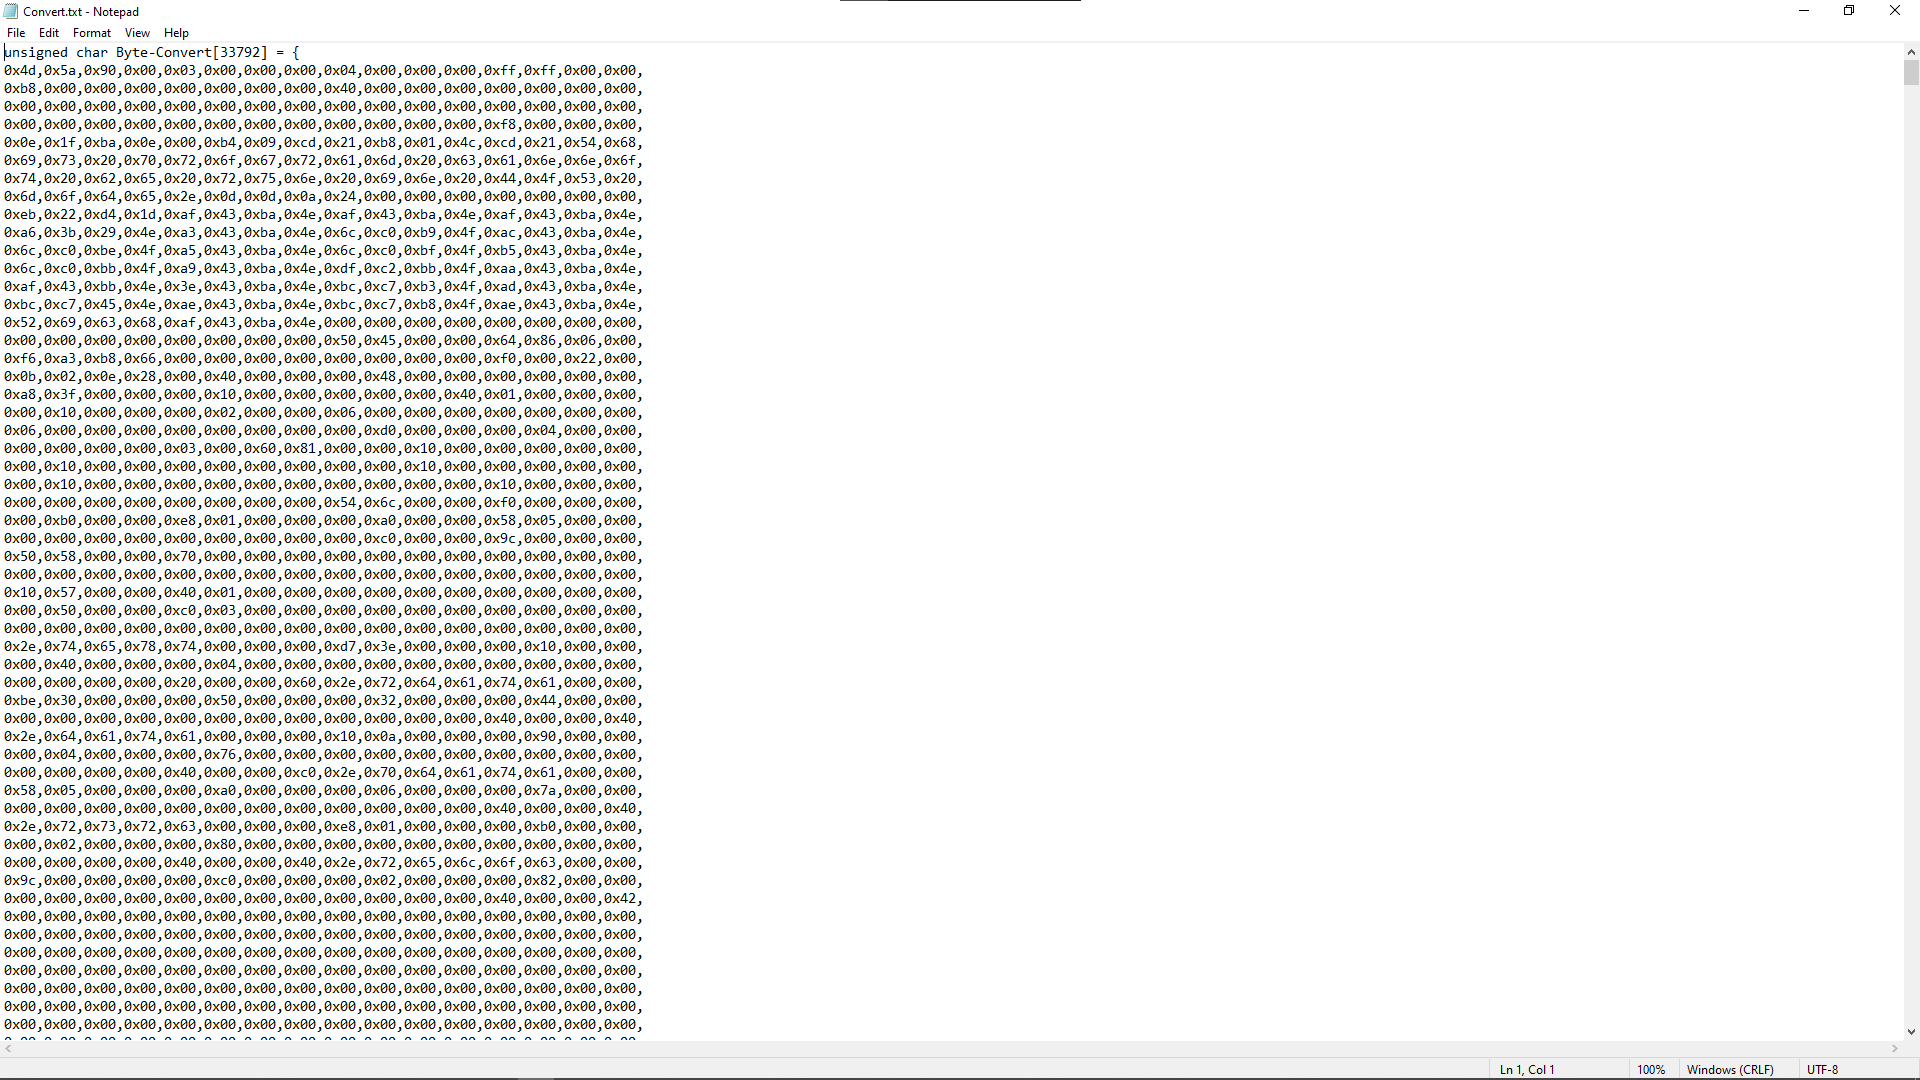 Convert.txt - Notepad
File Edit Format View Help
unsigned char Byte-Convert[33792] = {
0x4d,0x5a,0x90,0x00,0x03,0x00,0x00,0x00,0x04,0x00,0x00,0x00,0xff,0xff,0x00,0x00,
0xb8,0x00,0x00,0x00,0x00,0x00,0x00,0x00,0x40,0x00,0x00,0x00,0x00,0x00,0x00,0x00,
0x00,0x00,0x00,0x00,0x00,0x00,0x00,0x00,0x00,0x00,0x00,0x00,0x00,0x00,0x00,0x00,
0x00,0x00,0x00,0x00,0x00,0x00,0x00,0x00,0x00,0x00,0x00,0x00,0xf8,0x00,0x00,0x00,
0x0e,0x1f,0xba,0x0e,0x00,0xb4,0x09,0xcd,0x21,0xb8,0x01,0x4c,0xcd,0x21,0x54,0x68,
0x69,0x73,0x20,0x70,0x72,0x6f,0x67,0x72,0x61,0x6d,0x20,0x63,0x61,0x6e,0x6e,0x6f,
0x74,0x20,0x62,0x65,0x20,0x72,0x75,0x6e,0x20,0x69,0x6e,0x20,0x44,0x4f,0x53,0x20,
0x6d,0x6f,0x64,0x65,0x2e,0x0d,0x0d,0x0a,0x24,0x00,0x00,0x00,0x00,0x00,0x00,0x00,
0xeb,0x22,0xd4,0x1d,0xaf,0x43,0xba,0x4e,0xaf,0x43,0xba,0x4e,0xaf,0x43,0xba,0x4e,
0xa6,0x3b,0x29,0x4e,0xa3,0x43,0xba,0x4e,0x6c,0xc0,0xb9,0x4f,0xac,0x43,0xba,0x4e,
0x6c,0xc0,0xbe,0x4f,0xa5,0x43,0xba,0x4e,0x6c,0xc0,0xbf,0x4f,0xb5,0x43,0xba,0x4e,
0x6c,0xc0,0xbb,0x4f,0xa9,0x43,0xba,0x4e,0xdf,0xc2,0xbb,0x4f,0xaa,0x43,0xba,0x4e,
0xaf,0x43,0xbb,0x4e,0x3e,0x43,0xba,0x4e,0xbc,0xc7,0xb3,0x4f,0xad,0x43,0xba,0x4e,
0xbc,0xc7,0x45,0x4e,0xae,0x43,0xba,0x4e,0xbc,0xc7,0xb8,0x4f,0xae,0x43,0xba,0x4e,
0x52,0x69,0x63,0x68,0xaf,0x43,0xba,0x4e,0x00,0x00,0x00,0x00,0x00,0x00,0x00,0x00,
0x00,0x00,0x00,0x00,0x00,0x00,0x00,0x00,0x50,0x45,0x00,0x00,0x64,0x86,0x06,0x00,
0xf6,0xa3,0xb8,0x66,0x00,0x00,0x00,0x00,0x00,0x00,0x00,0x00,0xf0,0x00,0x22,0x00,
0x0b,0x02,0x0e,0x28,0x00,0x40,0x00,0x00,0x00,0x48,0x00,0x00,0x00,0x00,0x00,0x00,
0xa8,0x3f,0x00,0x00,0x00,0x10,0x00,0x00,0x00,0x00,0x00,0x40,0x01,0x00,0x00,0x00,
0x00,0x10,0x00,0x00,0x00,0x02,0x00,0x00,0x06,0x00,0x00,0x00,0x00,0x00,0x00,0x00,
0x06,0x00,0x00,0x00,0x00,0x00,0x00,0x00,0x00,0xd0,0x00,0x00,0x00,0x04,0x00,0x00,
0x00,0x00,0x00,0x00,0x03,0x00,0x60,0x81,0x00,0x00,0x10,0x00,0x00,0x00,0x00,0x00,
0x00,0x10,0x00,0x00,0x00,0x00,0x00,0x00,0x00,0x00,0x10,0x00,0x00,0x00,0x00,0x00,
0x00,0x10,0x00,0x00,0x00,0x00,0x00,0x00,0x00,0x00,0x00,0x00,0x10,0x00,0x00,0x00,
0x00,0x00,0x00,0x00,0x00,0x00,0x00,0x00,0x54,0x6c,0x00,0x00,0xf0,0x00,0x00,0x00,
0x00,0xb0,0x00,0x00,0xe8,0x01,0x00,0x00,0x00,0xa0,0x00,0x00,0x58,0x05,0x00,0x00,
0x00,0x00,0x00,0x00,0x00,0x00,0x00,0x00,0x00,0xc0,0x00,0x00,0x9c,0x00,0x00,0x00,
0x50,0x58,0x00,0x00,0x70,0x00,0x00,0x00,0x00,0x00,0x00,0x00,0x00,0x00,0x00,0x00,
0x00,0x00,0x00,0x00,0x00,0x00,0x00,0x00,0x00,0x00,0x00,0x00,0x00,0x00,0x00,0x00,
0x10,0x57,0x00,0x00,0x40,0x01,0x00,0x00,0x00,0x00,0x00,0x00,0x00,0x00,0x00,0x00,
0x00,0x50,0x00,0x00,0xc0,0x03,0x00,0x00,0x00,0x00,0x00,0x00,0x00,0x00,0x00,0x00,
0x00,0x00,0x00,0x00,0x00,0x00,0x00,0x00,0x00,0x00,0x00,0x00,0x00,0x00,0x00,0x00,
0x2e,0x74,0x65,0x78,0x74,0x00,0x00,0x00,0xd7,0x3e,0x00,0x00,0x00,0x10,0x00,0x00,
0x00,0x40,0x00,0x00,0x00,0x04,0x00,0x00,0x00,0x00,0x00,0x00,0x00,0x00,0x00,0x00,
0x00,0x00,0x00,0x00,0x20,0x00,0x00,0x60,0x2e,0x72,0x64,0x61,0x74,0x61,0x00,0x00,
0xbe,0x30,0x00,0x00,0x00,0x50,0x00,0x00,0x00,0x32,0x00,0x00,0x00,0x44,0x00,0x00,
0x00,0x00,0x00,0x00,0x00,0x00,0x00,0x00,0x00,0x00,0x00,0x00,0x40,0x00,0x00,0x40,
0x2e,0x64,0x61,0x74,0x61,0x00,0x00,0x00,0x10,0x0a,0x00,0x00,0x00,0x90,0x00,0x00,
0x00,0x04,0x00,0x00,0x00,0x76,0x00,0x00,0x00,0x00,0x00,0x00,0x00,0x00,0x00,0x00,
0x00,0x00,0x00,0x00,0x40,0x00,0x00,0xc0,0x2e,0x70,0x64,0x61,0x74,0x61,0x00,0x00,
0x58,0x05,0x00,0x00,0x00,0xa0,0x00,0x00,0x00,0x06,0x00,0x00,0x00,0x7a,0x00,0x00,
0x00,0x00,0x00,0x00,0x00,0x00,0x00,0x00,0x00,0x00,0x00,0x00,0x40,0x00,0x00,0x40,
0x2e,0x72,0x73,0x72,0x63,0x00,0x00,0x00,0xe8,0x01,0x00,0x00,0x00,0xb0,0x00,0x00,
0x00,0x02,0x00,0x00,0x00,0x80,0x00,0x00,0x00,0x00,0x00,0x00,0x00,0x00,0x00,0x00,
0x00,0x00,0x00,0x00,0x40,0x00,0x00,0x40,0x2e,0x72,0x65,0x6c,0x6f,0x63,0x00,0x00,
0x9c,0x00,0x00,0x00,0x00,0xc0,0x00,0x00,0x00,0x02,0x00,0x00,0x00,0x82,0x00,0x00,
0x00,0x00,0x00,0x00,0x00,0x00,0x00,0x00,0x00,0x00,0x00,0x00,0x40,0x00,0x00,0x42,
0x00,0x00,0x00,0x00,0x00,0x00,0x00,0x00,0x00,0x00,0x00,0x00,0x00,0x00,0x00,0x00,
0x00,0x00,0x00,0x00,0x00,0x00,0x00,0x00,0x00,0x00,0x00,0x00,0x00,0x00,0x00,0x00,
0x00,0x00,0x00,0x00,0x00,0x00,0x00,0x00,0x00,0x00,0x00,0x00,0x00,0x00,0x00,0x00,
0x00,0x00,0x00,0x00,0x00,0x00,0x00,0x00,0x00,0x00,0x00,0x00,0x00,0x00,0x00,0x00,
0x00,0x00,0x00,0x00,0x00,0x00,0x00,0x00,0x00,0x00,0x00,0x00,0x00,0x00,0x00,0x00,
0x00,0x00,0x00,0x00,0x00,0x00,0x00,0x00,0x00,0x00,0x00,0x00,0x00,0x00,0x00,0x00,
0x00,0x00,0x00,0x00,0x00,0x00,0x00,0x00,0x00,0x00,0x00,0x00,0x00,0x00,0x00,0x00,
Ln 1, Col 1 100% Windows (CRLF) UTF-8